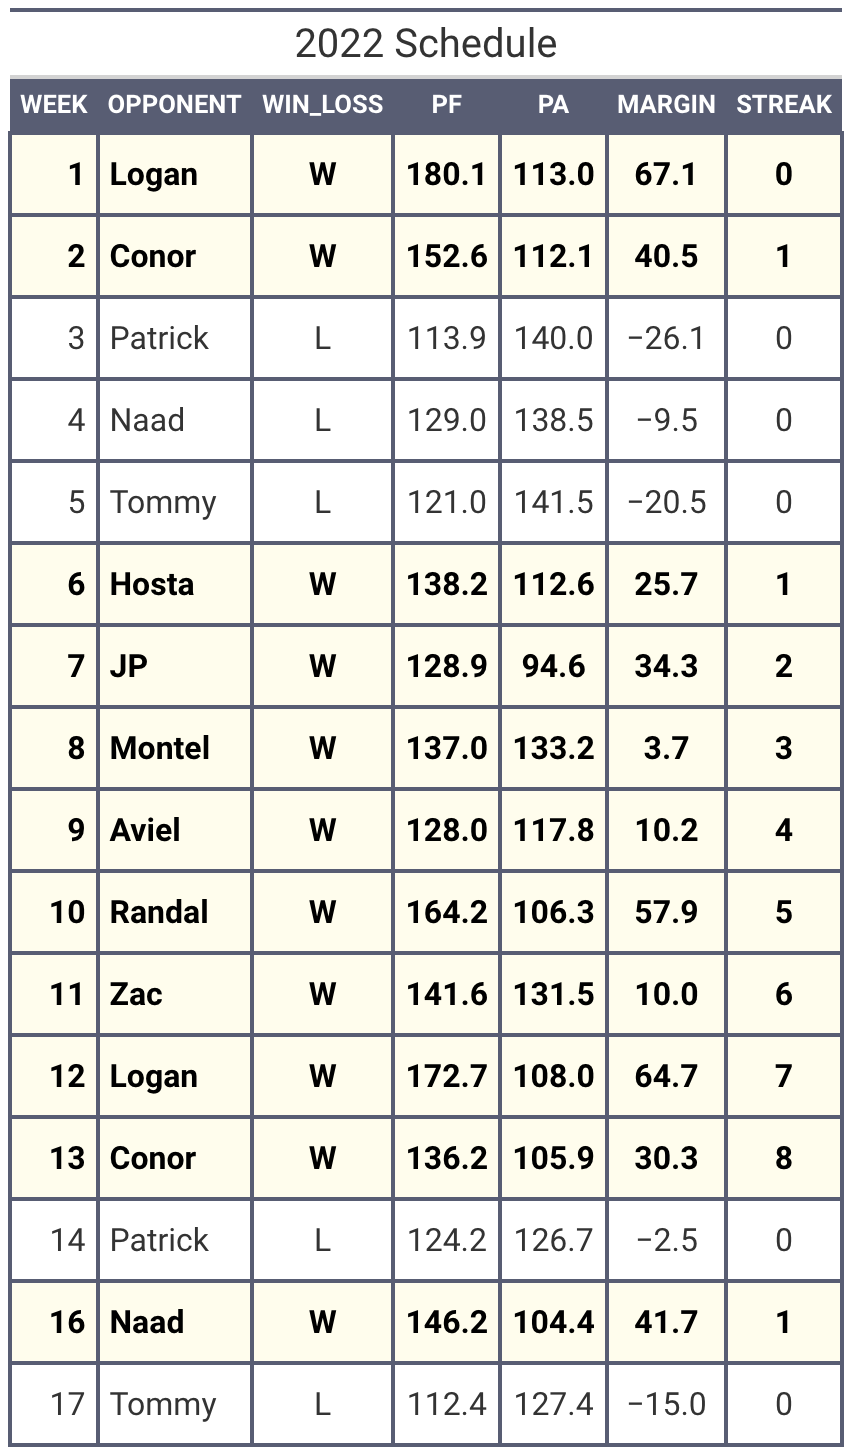 2022 Schedule
WEEK OPPONENT WIN_LOSS PF PA MARGIN STREAK
1 Logan W 180.1 113.0 67.1 0
2 Conor W 152.6 112.1 40.5 1
3 Patrick L 113.9 140.0 −26.1 0
4 Naad L 129.0 138.5 −9.5 0
5 Tommy L 121.0 141.5 −20.5 0
6 Hosta W 138.2 112.6 25.7 1
7 JP W 128.9 94.6 34.3 2
8 Montel W 137.0 133.2 3.7 3
9 Aviel W 128.0 117.8 10.2 4
10 Randal W 164.2 106.3 57.9 5
11 Zac W 141.6 131.5 10.0 6
12 Logan W 172.7 108.0 64.7 7
13 Conor W 136.2 105.9 30.3 8
14 Patrick L 124.2 126.7 −2.5 0
16 Naad W 146.2 104.4 41.7 1
17 Tommy L 112.4 127.4 −15.0 0